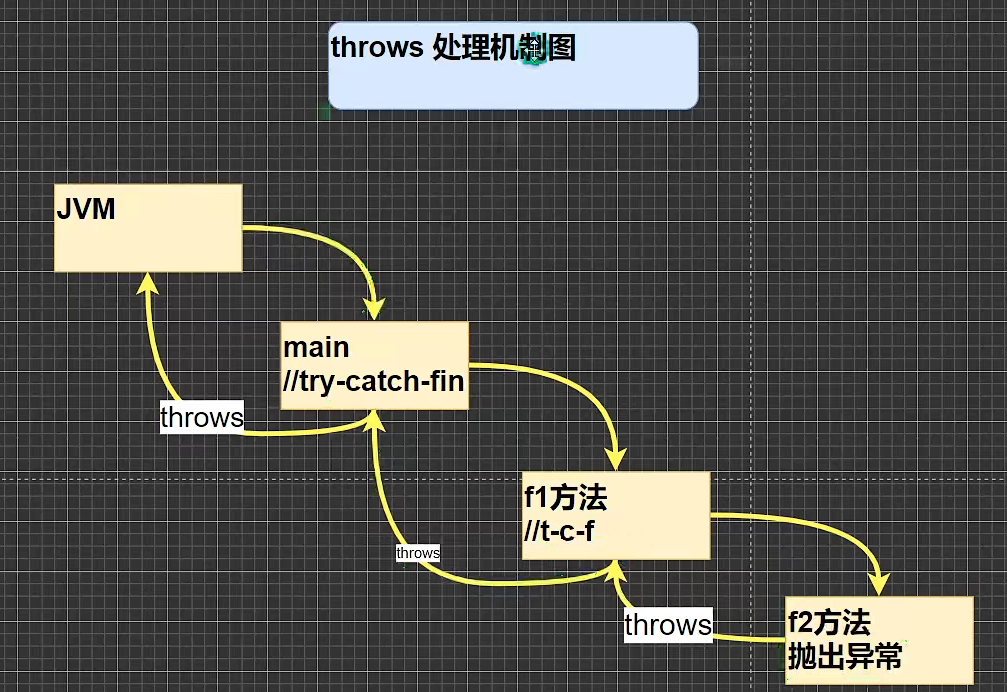 throws 处理机制图
JVM
main
//try-catch-fin
throws
f1方法
//t-c-f
throws
f2方法
抛出异常
throws